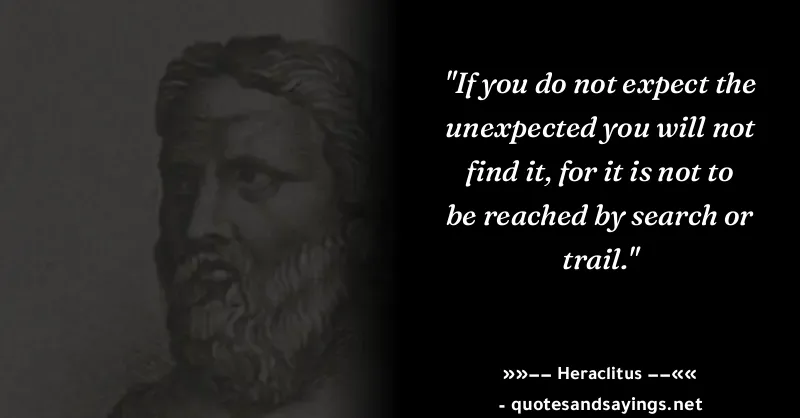 "If you do not expect the
unexpected you will not
find it, for it is not to
be reached by search or
trail."
»»–– Heraclitus ––««
- quotesandsayings.net